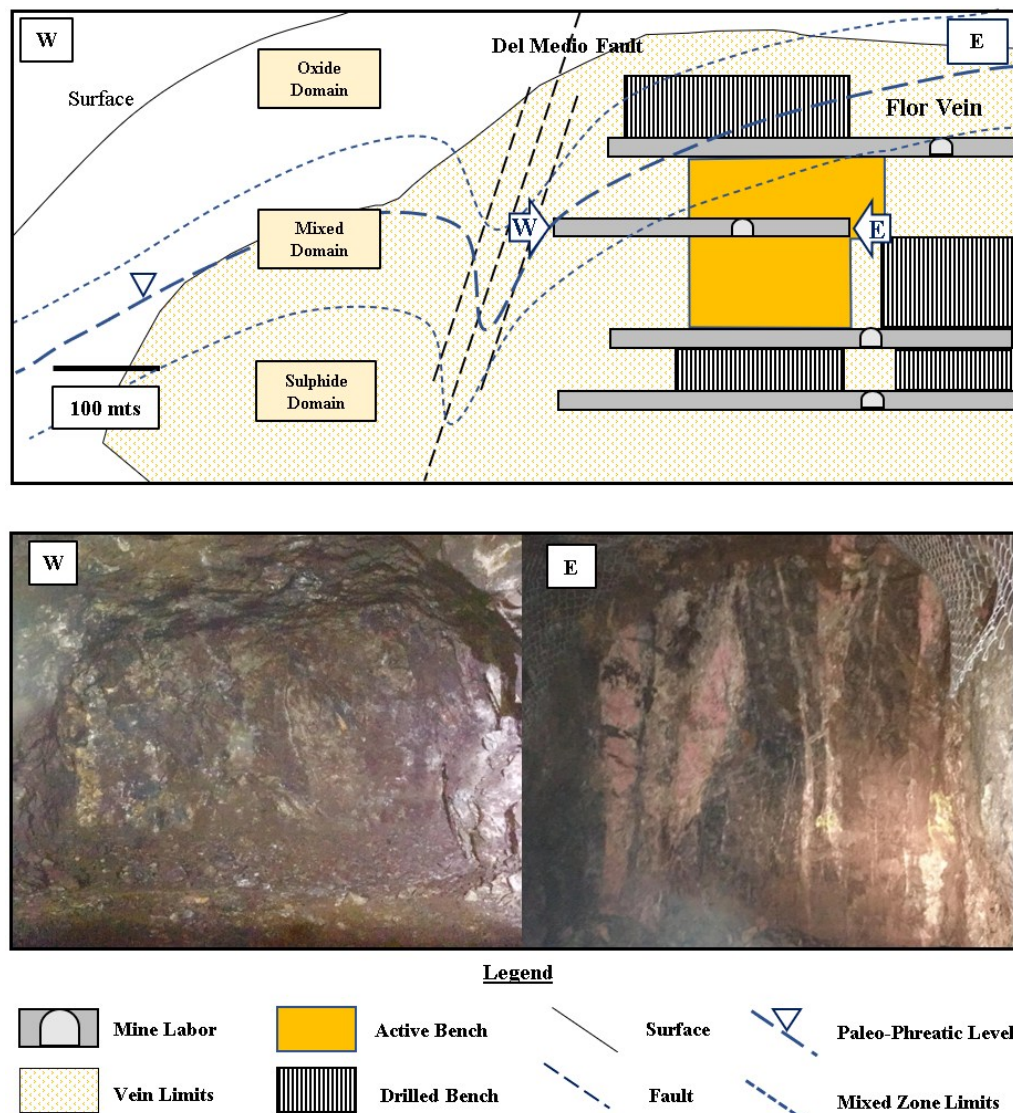 W
Del Medio Fault
E
Oxide
Domain
Surface
Flor Vein
Mixed
Domain
W
E
Sulphide
Domain
100 mts
W
E
Legend
Mine Labor
Active Bench
Surface
Paleo-Phreatic Level
Vein Limits
Drilled Bench
Fault
Mixed Zone Limits